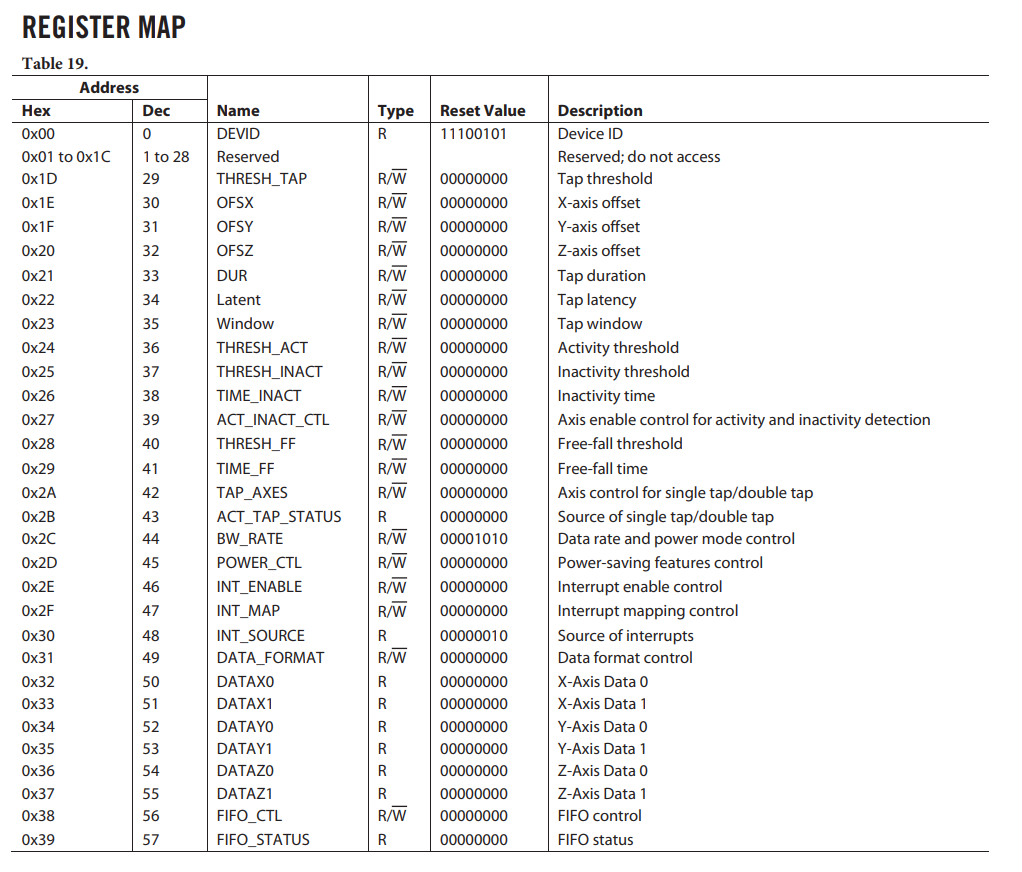 REGISTER MAP
Table 19.
Address
Hex Dec Name Type Reset Value Description
0x00 0 DEVID R 11100101 Device ID
0x01 to 0x1C 1 to 28 Reserved Reserved; do not access
0x1D 29 THRESH_TAP R/W̅ 00000000 Tap threshold
0x1E 30 OFSX R/W̅ 00000000 X-axis offset
0x1F 31 OFSY R/W̅ 00000000 Y-axis offset
0x20 32 OFSZ R/W̅ 00000000 Z-axis offset
0x21 33 DUR R/W̅ 00000000 Tap duration
0x22 34 Latent R/W̅ 00000000 Tap latency
0x23 35 Window R/W̅ 00000000 Tap window
0x24 36 THRESH_ACT R/W̅ 00000000 Activity threshold
0x25 37 THRESH_INACT R/W̅ 00000000 Inactivity threshold
0x26 38 TIME_INACT R/W̅ 00000000 Inactivity time
0x27 39 ACT_INACT_CTL R/W̅ 00000000 Axis enable control for activity and inactivity detection
0x28 40 THRESH_FF R/W̅ 00000000 Free-fall threshold
0x29 41 TIME_FF R/W̅ 00000000 Free-fall time
0x2A 42 TAP_AXES R/W̅ 00000000 Axis control for single tap/double tap
0x2B 43 ACT_TAP_STATUS R 00000000 Source of single tap/double tap
0x2C 44 BW_RATE R/W̅ 00001010 Data rate and power mode control
0x2D 45 POWER_CTL R/W̅ 00000000 Power-saving features control
0x2E 46 INT_ENABLE R/W̅ 00000000 Interrupt enable control
0x2F 47 INT_MAP R/W̅ 00000000 Interrupt mapping control
0x30 48 INT_SOURCE R 00000010 Source of interrupts
0x31 49 DATA_FORMAT R/W̅ 00000000 Data format control
0x32 50 DATAX0 R 00000000 X-Axis Data 0
0x33 51 DATAX1 R 00000000 X-Axis Data 1
0x34 52 DATAY0 R 00000000 Y-Axis Data 0
0x35 53 DATAY1 R 00000000 Y-Axis Data 1
0x36 54 DATAZ0 R 00000000 Z-Axis Data 0
0x37 55 DATAZ1 R 00000000 Z-Axis Data 1
0x38 56 FIFO_CTL R/W̅ 00000000 FIFO control
0x39 57 FIFO_STATUS R 00000000 FIFO status